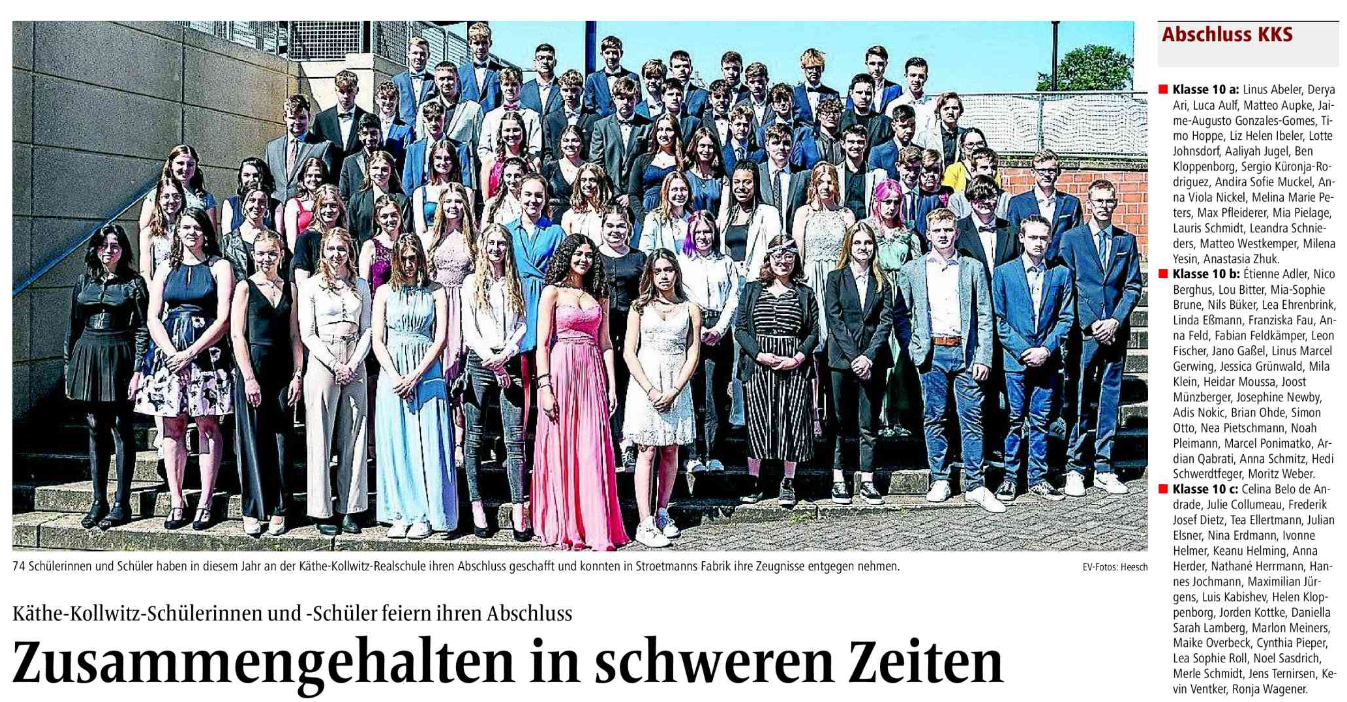 74 Schülerinnen und Schüler haben in diesem Jahr an der Käthe-Kollwitz-Realschule ihren Abschluss geschafft und konnten in Stroetmanns Fabrik ihre Zeugnisse entgegen nehmen.
EV-Fotos: Heesch
Käthe-Kollwitz-Schülerinnen und -Schüler feiern ihren Abschluss
Zusammengehalten in schweren Zeiten
Abschluss KKS
Klasse 10 a: Linus Abeler, Derya
Ari, Luca Aulf, Matteo Aupke, Jai-
me-Augusto Gonzales-Gomes, Ti-
mo Hoppe, Liz Helen Ibeler, Lotte
Johnsdorf, Aaliyah Jugel, Ben
Kloppenborg, Sergio Küronja-Ro-
driguez, Andira Sofie Muckel, An-
na Viola Nickel, Melina Marie Pe-
ters, Max Pfleiderer, Mia Pielage,
Lauris Schmidt, Leandra Schnie-
ders, Matteo Westkemper, Milena
Yesin, Anastasia Zhuk.
Klasse 10 b: Étienne Adler, Nico
Berghus, Lou Bitter, Mia-Sophie
Brune, Nils Büker, Lea Ehrenbrink,
Linda Eßmann, Franziska Fau, An-
na Feld, Fabian Feldkämper, Leon
Fischer, Jano Gaßel, Linus Marcel
Gerwing, Jessica Grünwald, Mila
Klein, Heidar Moussa, Joost
Münzberger, Josephine Newby,
Adis Nokic, Brian Ohde, Simon
Otto, Nea Pietschmann, Noah
Pleimann, Marcel Ponimatko, Ar-
dian Qabrati, Anna Schmitz, Hedi
Schwerdtfeger, Moritz Weber.
Klasse 10 c: Celina Belo de An-
drade, Julie Collumeau, Frederik
Josef Dietz, Tea Ellertmann, Julian
Elsner, Nina Erdmann, Ivonne
Helmer, Keanu Helming, Anna
Herder, Nathané Herrmann, Han-
nes Jochmann, Maximilian Jür-
gens, Luis Kabishev, Helen Klop-
penborg, Jorden Kottke, Daniella
Sarah Lamberg, Marlon Meiners,
Maike Overbeck, Cynthia Pieper,
Lea Sophie Roll, Noel Sasdrich,
Merle Schmidt, Jens Ternirsen, Ke-
vin Ventker, Ronja Wagener.